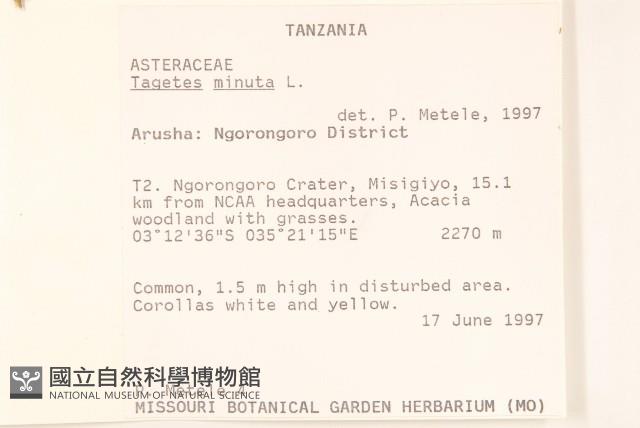 TANZANIA
ASTERACEAE
Tagetes minuta L.
det. P. Metele, 1997
Arusha: Ngorongoro District
T2. Ngorongoro Crater, Misigiyo, 15.1
km from NCAA headquarters, Acacia
woodland with grasses.
03°12'36"S 035°21'15"E 2270 m
Common, 1.5 m high in disturbed area.
Corollas white and yellow.
17 June 1997
P. Metele 4
國立自然科學博物館
NATIONAL MUSEUM OF NATURAL SCIENCE
MISSOURI BOTANICAL GARDEN HERBARIUM (MO)